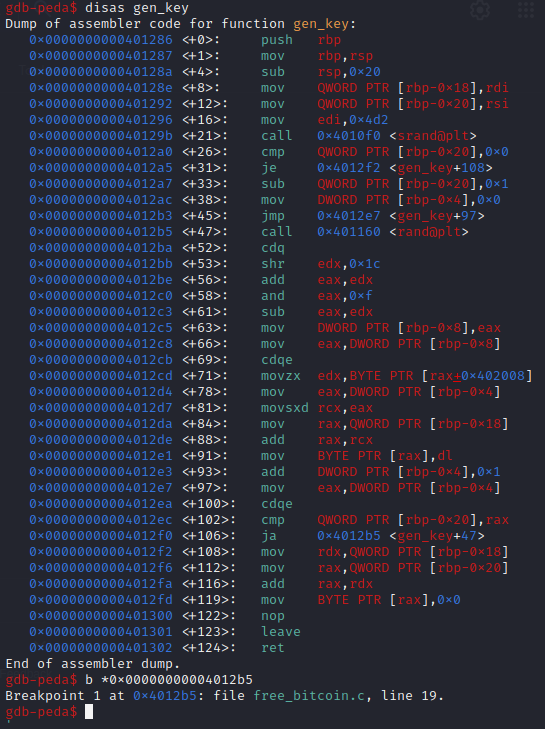 gdb-peda$ disas gen_key
Dump of assembler code for function gen_key:
   0x0000000000401286 <+0>:     push   rbp
   0x0000000000401287 <+1>:     mov    rbp,rsp
   0x000000000040128a <+4>:     sub    rsp,0x20
   0x000000000040128e <+8>:     mov    QWORD PTR [rbp-0x18],rdi
   0x0000000000401292 <+12>:    mov    QWORD PTR [rbp-0x20],rsi
   0x0000000000401296 <+16>:    mov    edi,0x4d2
   0x000000000040129b <+21>:    call   0x4010f0 <srand@plt>
   0x00000000004012a0 <+26>:    cmp    QWORD PTR [rbp-0x20],0x0
   0x00000000004012a5 <+31>:    je     0x4012f2 <gen_key+108>
   0x00000000004012a7 <+33>:    sub    QWORD PTR [rbp-0x20],0x1
   0x00000000004012ac <+38>:    mov    DWORD PTR [rbp-0x4],0x0
   0x00000000004012b3 <+45>:    jmp    0x4012e7 <gen_key+97>
   0x00000000004012b5 <+47>:    call   0x401160 <rand@plt>
   0x00000000004012ba <+52>:    cdq
   0x00000000004012bb <+53>:    shr    edx,0x1c
   0x00000000004012be <+56>:    add    eax,edx
   0x00000000004012c0 <+58>:    and    eax,0xf
   0x00000000004012c3 <+61>:    sub    eax,edx
   0x00000000004012c5 <+63>:    mov    DWORD PTR [rbp-0x8],eax
   0x00000000004012c8 <+66>:    mov    eax,DWORD PTR [rbp-0x8]
   0x00000000004012cb <+69>:    cdqe
   0x00000000004012cd <+71>:    movzx  edx,BYTE PTR [rax+0x402008]
   0x00000000004012d4 <+78>:    mov    eax,DWORD PTR [rbp-0x4]
   0x00000000004012d7 <+81>:    movsxd rcx,eax
   0x00000000004012da <+84>:    mov    rax,QWORD PTR [rbp-0x18]
   0x00000000004012de <+88>:    add    rax,rcx
   0x00000000004012e1 <+91>:    mov    BYTE PTR [rax],dl
   0x00000000004012e3 <+93>:    add    DWORD PTR [rbp-0x4],0x1
   0x00000000004012e7 <+97>:    mov    eax,DWORD PTR [rbp-0x4]
   0x00000000004012ea <+100>:   cdqe
   0x00000000004012ec <+102>:   cmp    QWORD PTR [rbp-0x20],rax
   0x00000000004012f0 <+106>:   ja     0x4012b5 <gen_key+47>
   0x00000000004012f2 <+108>:   mov    rdx,QWORD PTR [rbp-0x18]
   0x00000000004012f6 <+112>:   mov    rax,QWORD PTR [rbp-0x20]
   0x00000000004012fa <+116>:   add    rax,rdx
   0x00000000004012fd <+119>:   mov    BYTE PTR [rax],0x0
   0x0000000000401300 <+122>:   nop
   0x0000000000401301 <+123>:   leave
   0x0000000000401302 <+124>:   ret
End of assembler dump.
gdb-peda$ b *0x00000000004012b5
Breakpoint 1 at 0x4012b5: file free_bitcoin.c, line 19.
gdb-peda$